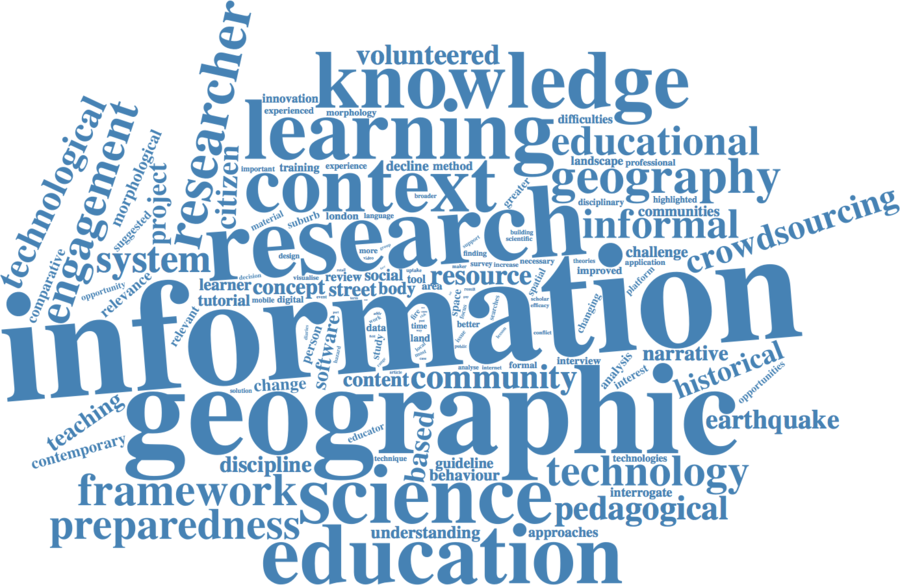 volunteered
knowledge
researcher
innovation
experienced
morphology
learning
difficulties
educational
technological
engagement
morphological
citizen
important
training
experience
decline
method
landscape
professional
context
broader
greater
geography
disciplinary
highlighted
project
suggested
material
suburb
london
language
communities
informal
research
building
scientific
support
crowdsourcing
system
comparative
opportunity
relevance
design
more
finding
necessary
theories
challenge
application
improved
survey
increase
decision
visualise
review
social
uptake
tool
resource
spatial
platform
learner
concept
street
body
area
space
tutorial
mobile
digital
relevant
information
person
software
data
study
fire
time
land
local
better
searches
scholar
efficacy
conflict
changing
interview
analysis
interest
narrative
historical
opportunities
analyse
internet
formal
solution
change
content
community
teaching
contemporary
geographic
earthquake
educator
technique
based
discipline
guideline
behaviour
technologies
technology
interrogate
framework
science
pedagogical
preparedness
understanding
approaches
education